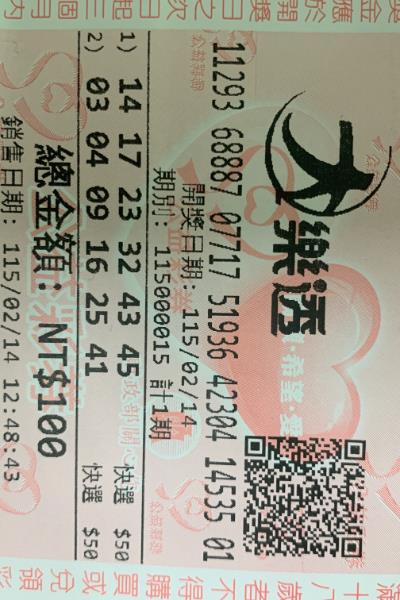 大樂透
11293 68887 07717 51936 42304 14535 01
開獎日期: 115/02/14
期別: 115000015 計1期
1) 14 17 23 32 43 45 快選 $50
2) 03 04 09 16 25 41 快選 $50
總金額: NT$100
銷售日期: 115/02/14 12:48:43